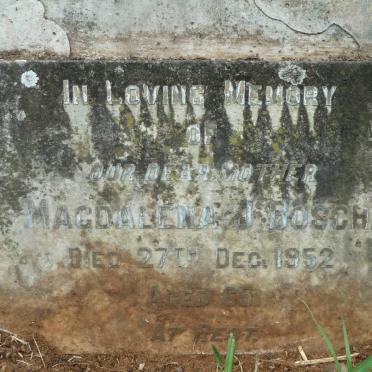 In Loving Memory
of
our dear mother
Magdalena J Bosch
Died 27th Dec. 1952
Aged
At Rest